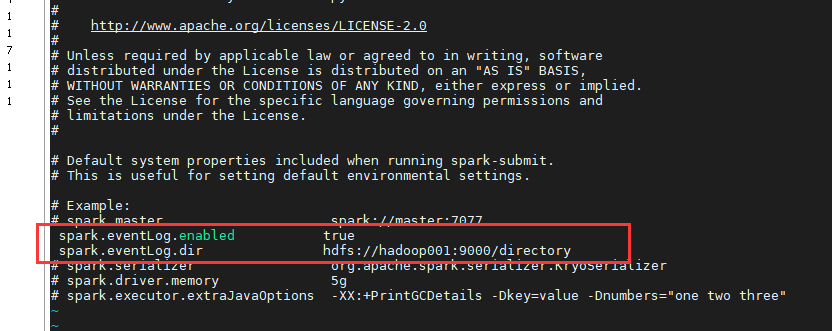 1
1
7
1
1
1
#
#    http://www.apache.org/licenses/LICENSE-2.0
#
# Unless required by applicable law or agreed to in writing, software
# distributed under the License is distributed on an "AS IS" BASIS,
# WITHOUT WARRANTIES OR CONDITIONS OF ANY KIND, either express or implied.
# See the License for the specific language governing permissions and
# limitations under the License.
#
# Default system properties included when running spark-submit.
# This is useful for setting default environmental settings.
# Example:
# spark.master                     spark://master:7077
spark.eventLog.enabled           true
spark.eventLog.dir               hdfs://hadoop001:9000/directory
# spark.serializer                 org.apache.spark.serializer.KryoSerializer
# spark.driver.memory              5g
# spark.executor.extraJavaOptions  -XX:+PrintGCDetails -Dkey=value -Dnumbers="one two three"
~
~